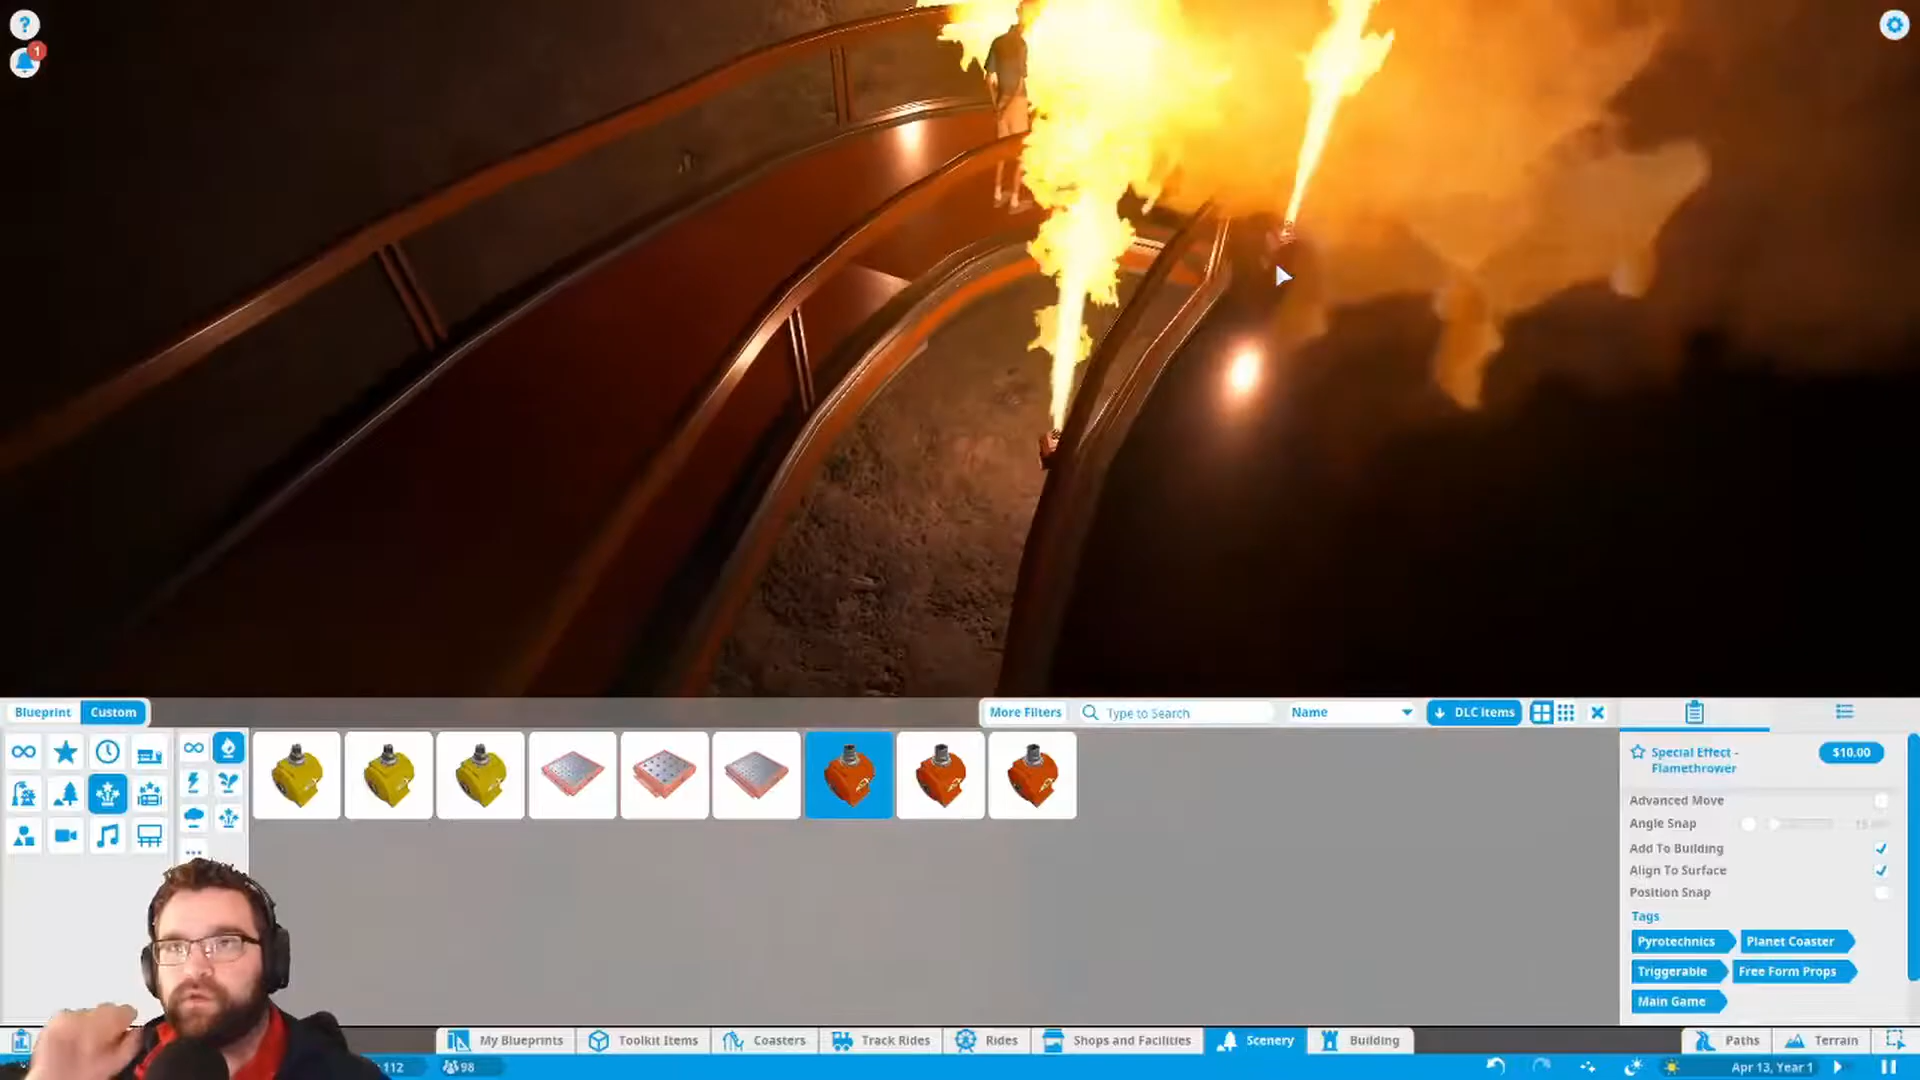 ?
1
Blueprint
Custom
More Filters
Type to Search
Name
DLC Items
Special Effect -
Flamethrower
$10.00
Advanced Move
Angle Snap
Add To Building
Align To Surface
Position Snap
Tags
Pyrotechnics
Planet Coaster
Triggerable
Free Form Props
Main Game
My Blueprints
Toolkit Items
Coasters
Track Rides
Rides
Shops and Facilities
Scenery
Building
Paths
Terrain
112
98
Apr 13, Year 1